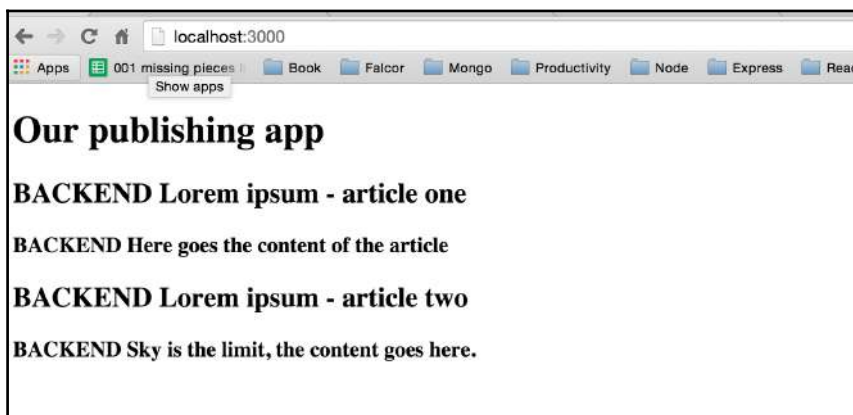 localhost:3000
Apps 001 missing pieces Book Falcor Mongo Productivity Node Express Reac
Show apps
Our publishing app
BACKEND Lorem ipsum - article one
BACKEND Here goes the content of the article
BACKEND Lorem ipsum - article two
BACKEND Sky is the limit, the content goes here.